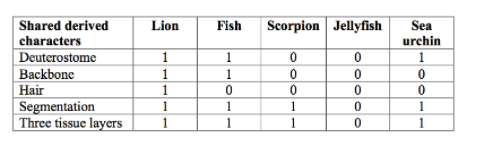 Shared derived characters Lion Fish Scorpion Jellyfish Sea urchin
Deuterostome 1 1 0 0 1
Backbone 1 1 0 0 0
Hair 1 0 0 0 0
Segmentation 1 1 1 0 1
Three tissue layers 1 1 1 0 1